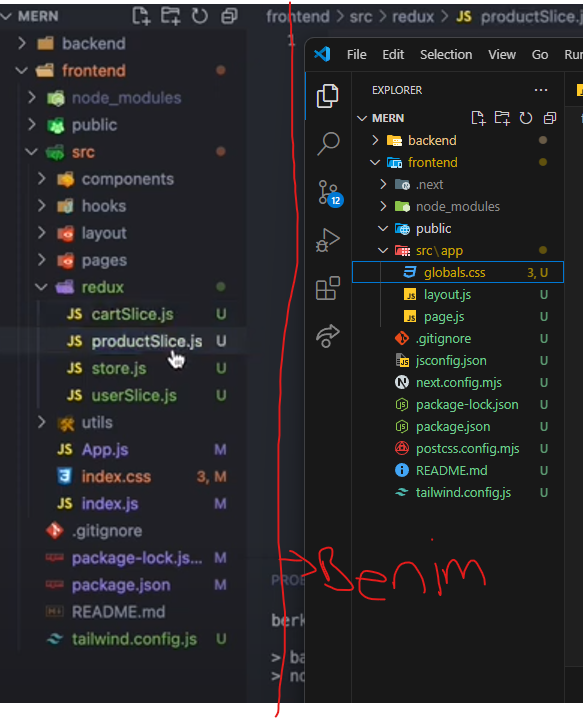 MERN
backend
frontend
node_modules
public
src
components
hooks
layout
pages
redux
cartSlice.js U
productSlice.js U
store.js U
userSlice.js U
utils
JS App.js M
index.css 3, M
JS index.js M
.gitignore
package-lock.js... M
package.json M
README.md
tailwind.config.js U
frontend > src > redux > JS productSlice.j
1
File Edit Selection View Go Run
EXPLORER ...
MERN
backend
frontend
.next
node_modules
public
src\app
globals.css 3, U
JS layout.js U
JS page.js U
.gitignore U
jsconfig.json U
N next.config.mjs U
package-lock.json U
package.json U
postcss.config.mjs U
README.md U
tailwind.config.js U
12
Benim
PROB
berk
> ba
> no